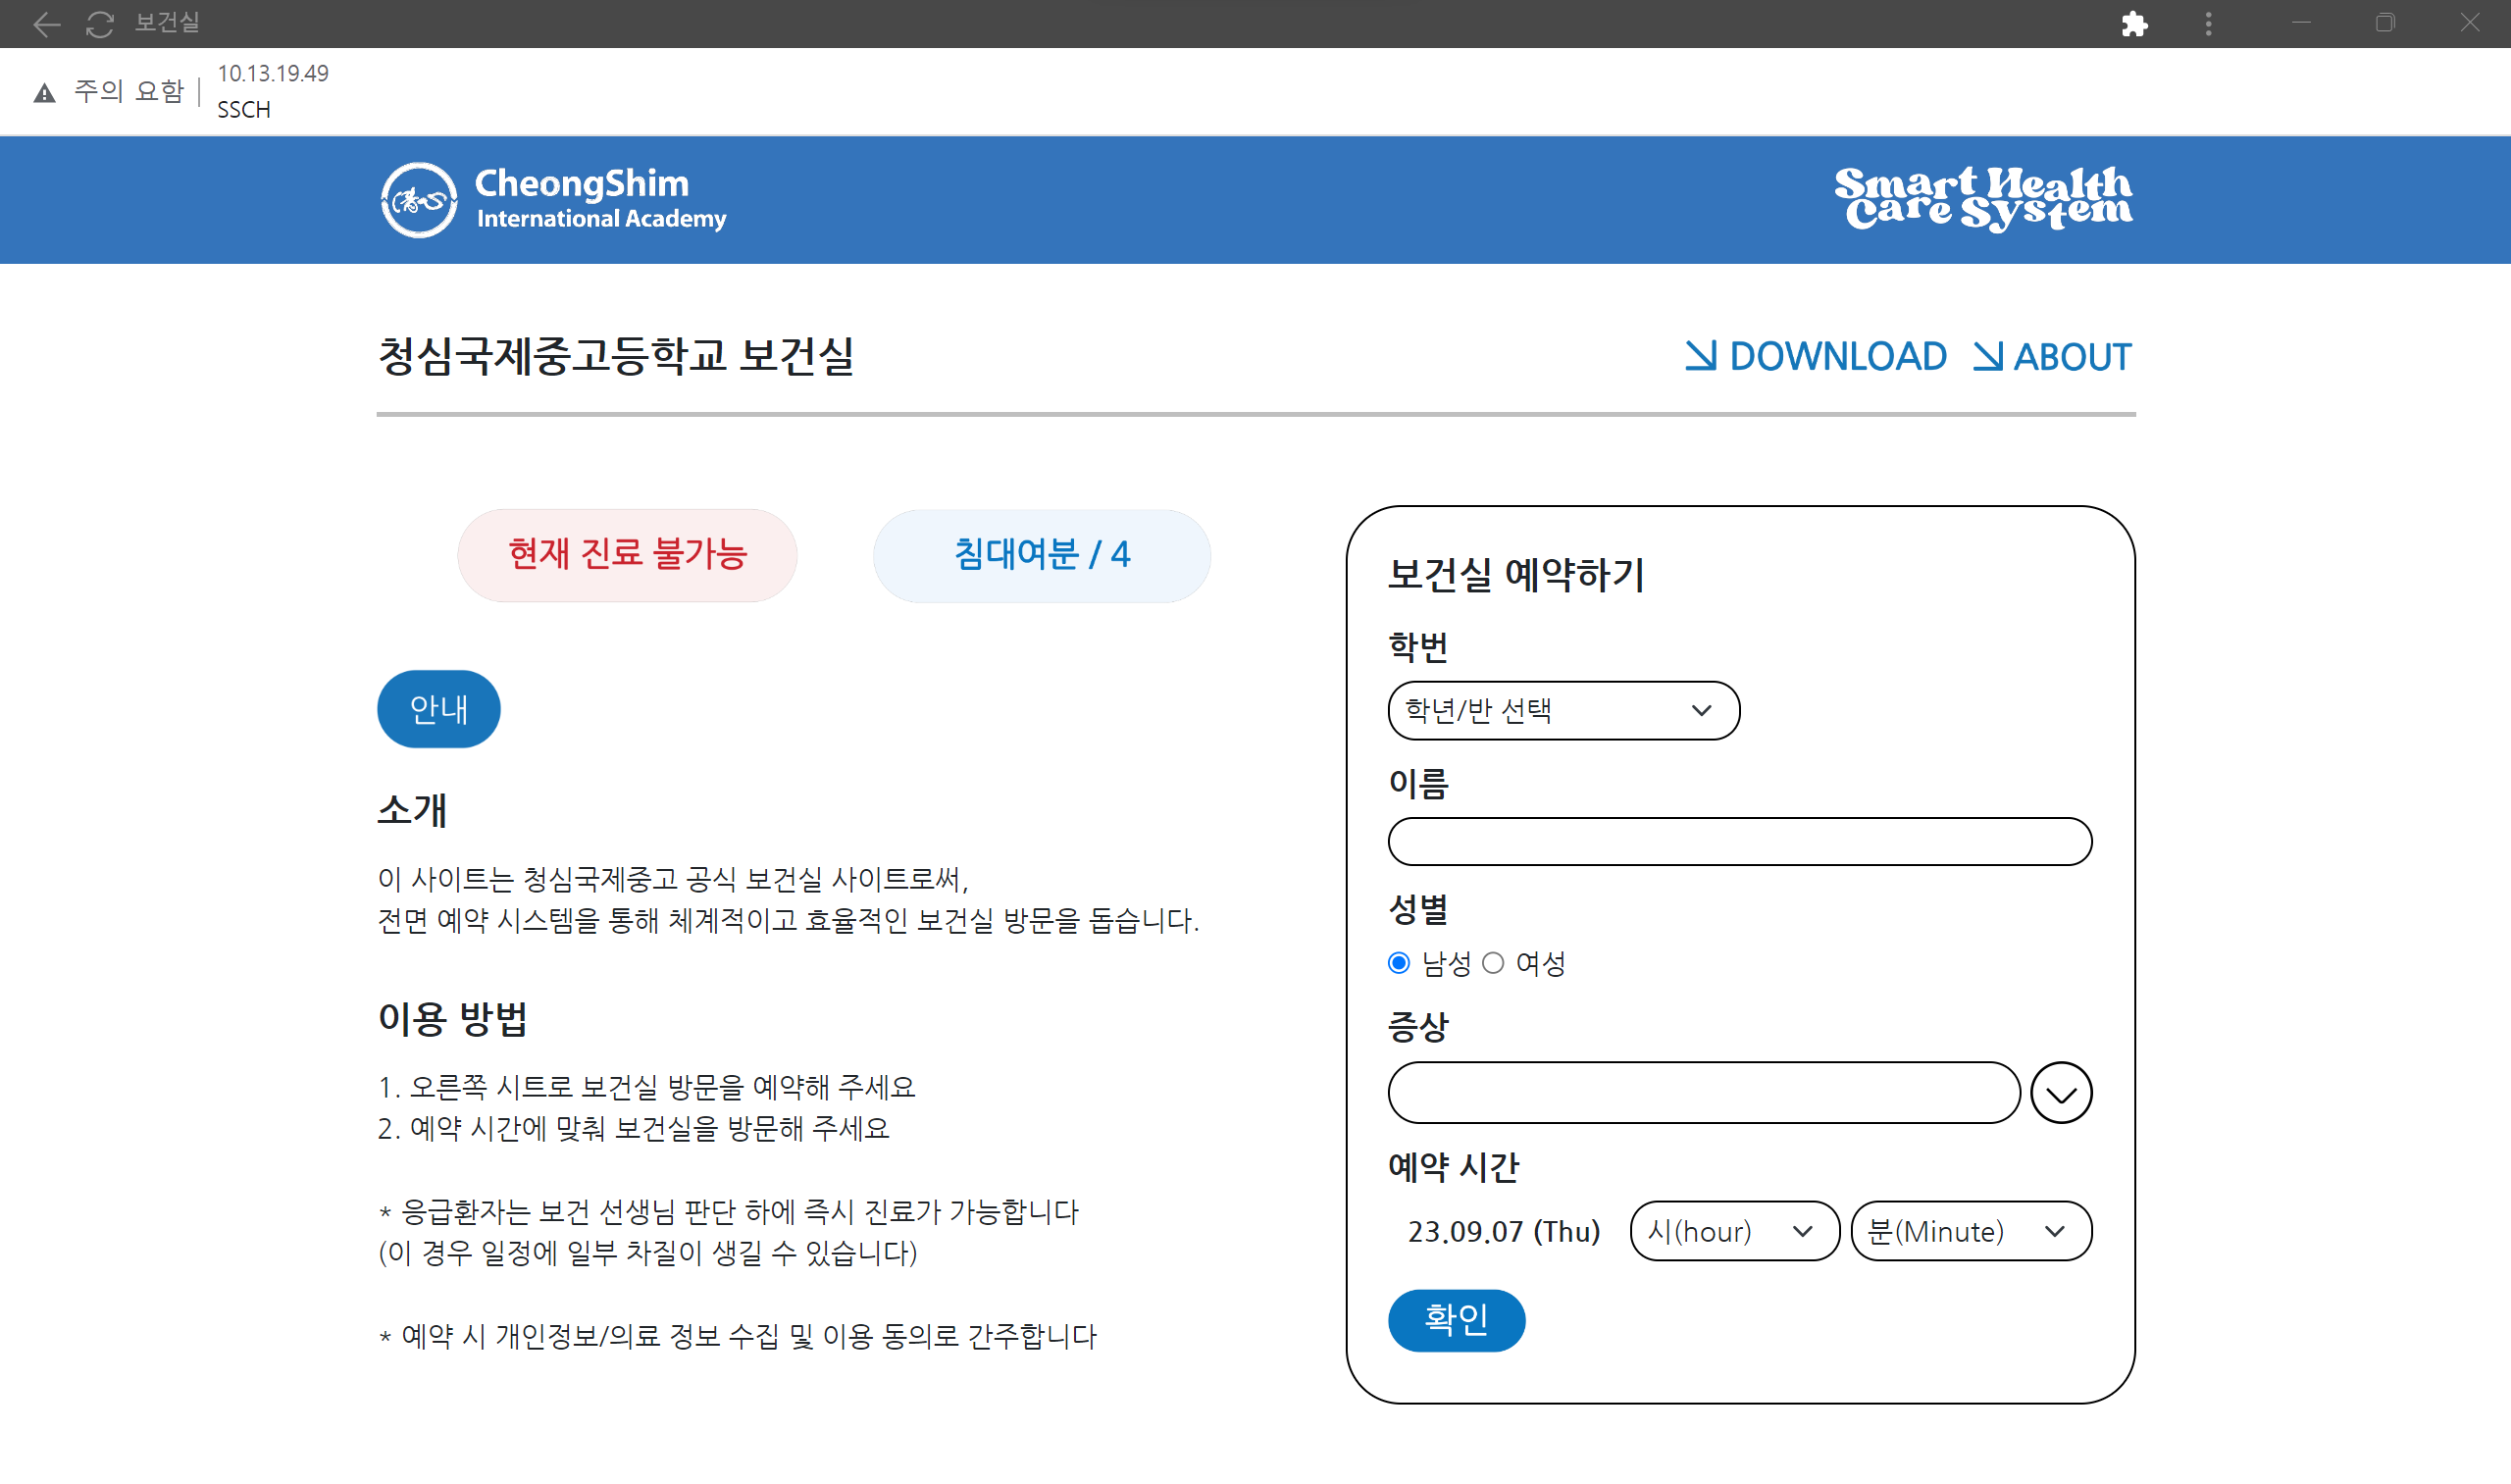 보건실
주의 요함
10.13.19.49
SSCH
CheongShim
International Academy
Smart Health
Care System
청심국제중고등학교 보건실
DOWNLOAD
ABOUT
현재 진료 불가능
침대여분 / 4
안내
소개
이 사이트는 청심국제중고 공식 보건실 사이트로써,
전면 예약 시스템을 통해 체계적이고 효율적인 보건실 방문을 돕습니다.
이용 방법
1. 오른쪽 시트로 보건실 방문을 예약해 주세요
2. 예약 시간에 맞춰 보건실을 방문해 주세요
* 응급환자는 보건 선생님 판단 하에 즉시 진료가 가능합니다
(이 경우 일정에 일부 차질이 생길 수 있습니다)
* 예약 시 개인정보/의료 정보 수집 및 이용 동의로 간주합니다
보건실 예약하기
학번
학년/반 선택
이름
성별
남성 여성
증상
예약 시간
23.09.07 (Thu) 시(hour) 분(Minute)
확인